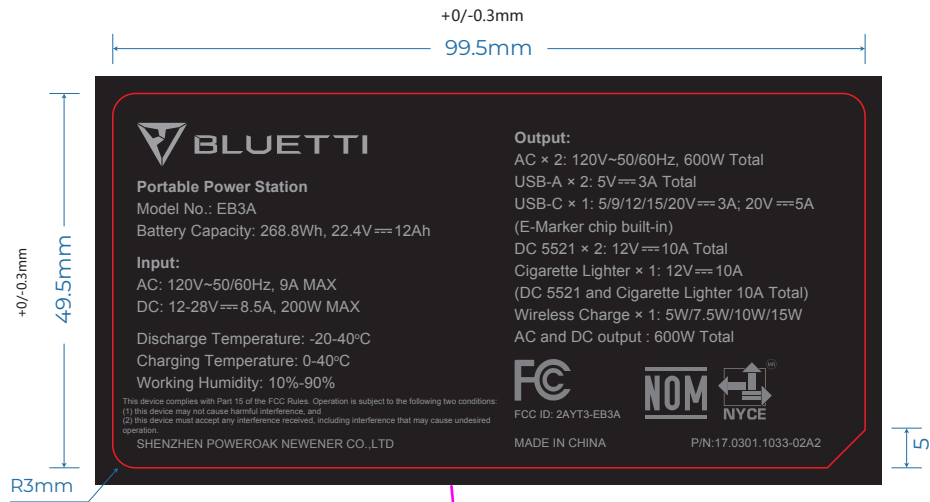 +0/-0.3mm
99.5mm
+0/-0.3mm
49.5mm
BLUETTI
Portable Power Station
Model No.: EB3A
Battery Capacity: 268.8Wh, 22.4V⎓12Ah
Input:
AC: 120V~50/60Hz, 9A MAX
DC: 12-28V⎓8.5A, 200W MAX
Discharge Temperature: -20-40°C
Charging Temperature: 0-40°C
Working Humidity: 10%-90%
This device complies with Part 15 of the FCC Rules. Operation is subject to the following two conditions:
(1) this device may not cause harmful interference, and
(2) this device must accept any interference received, including interference that may cause undesired
operation.
SHENZHEN POWEROAK NEWENER CO.,LTD
Output:
AC × 2: 120V~50/60Hz, 600W Total
USB-A × 2: 5V⎓3A Total
USB-C × 1: 5/9/12/15/20V⎓3A; 20V⎓5A
(E-Marker chip built-in)
DC 5521 × 2: 12V⎓10A Total
Cigarette Lighter × 1: 12V⎓10A
(DC 5521 and Cigarette Lighter 10A Total)
Wireless Charge × 1: 5W/7.5W/10W/15W
AC and DC output : 600W Total
FC
FCC ID: 2AYT3-EB3A
NOM
NYCE
MADE IN CHINA
P/N:17.0301.1033-02A2
5
R3mm